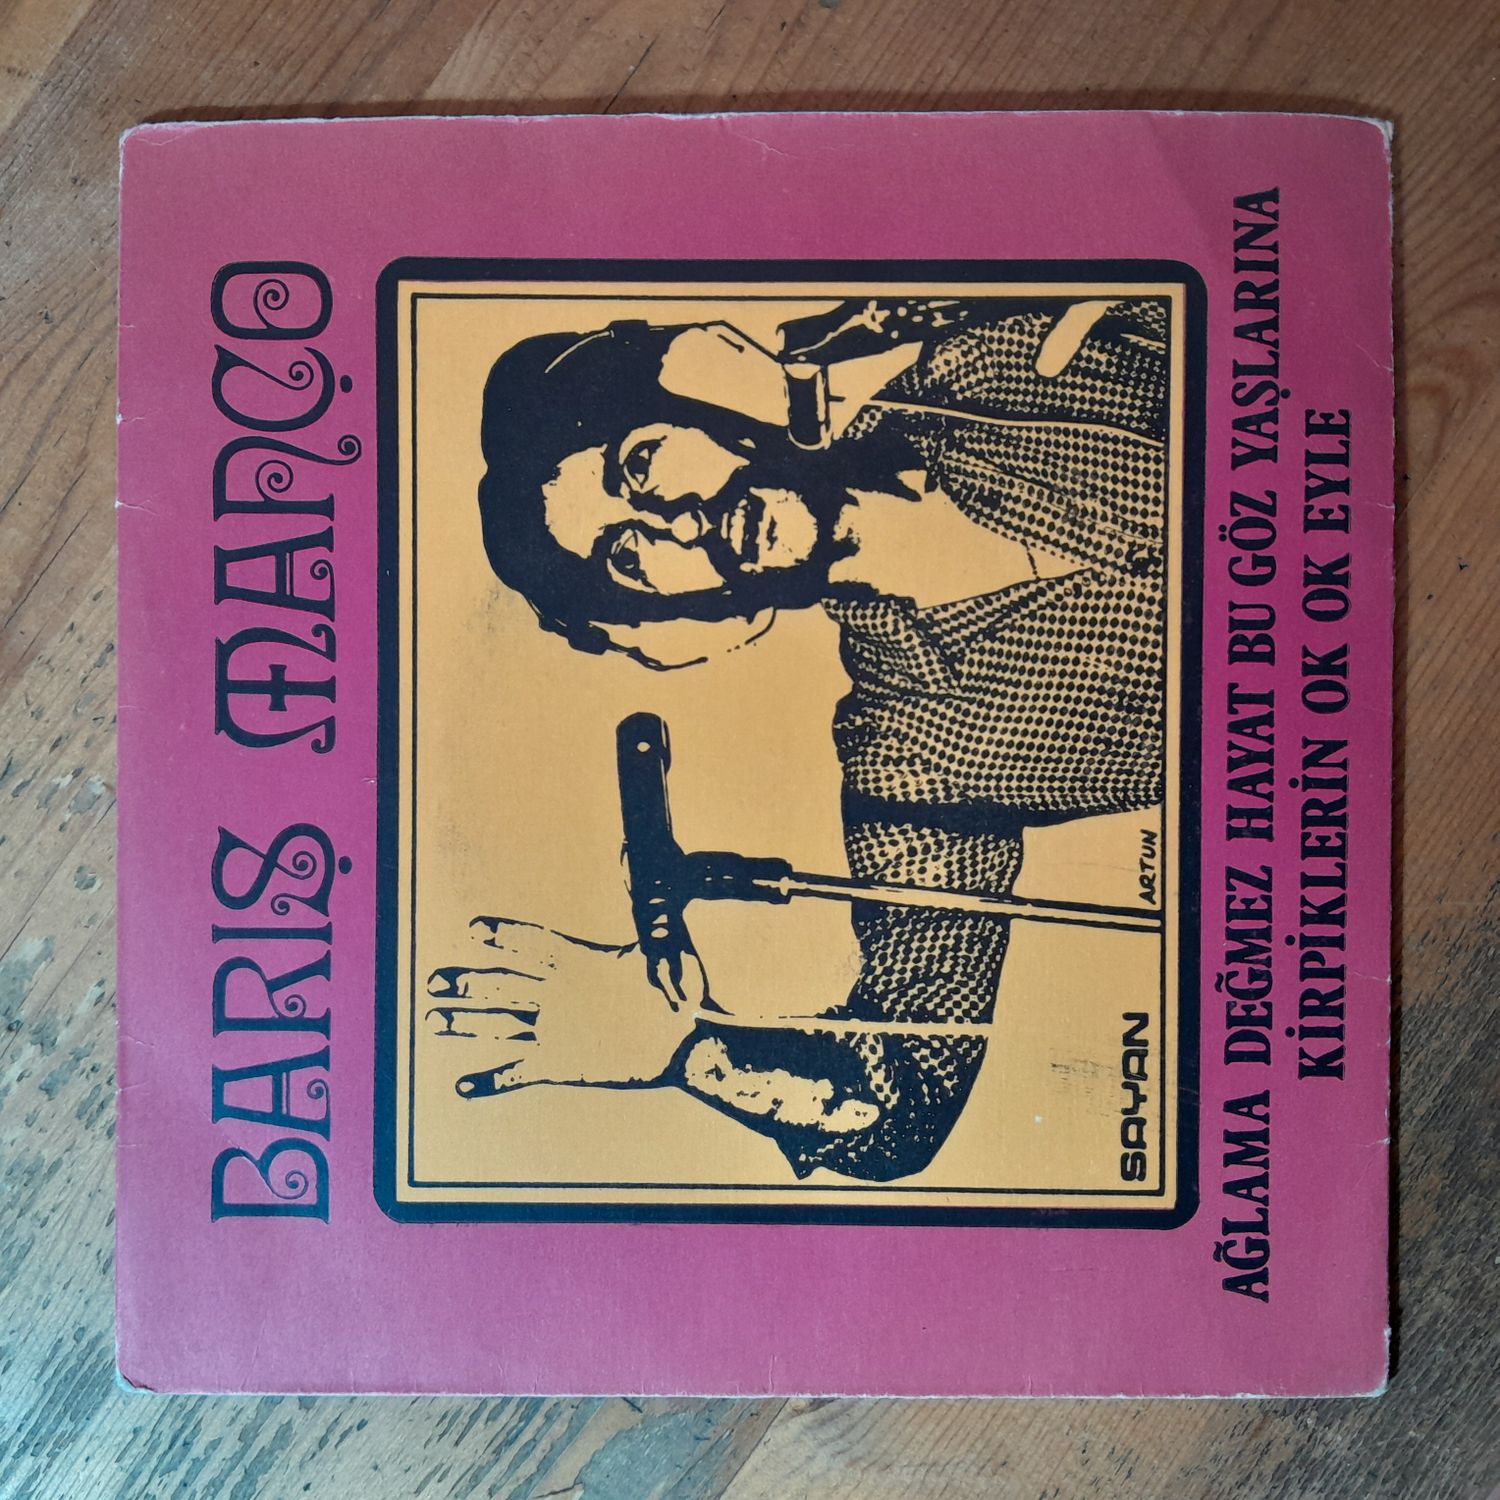 BARIŞ MANÇO
ARTUN
SAYAN
AĞLAMA DEĞMEZ HAYAT BU GÖZ YAŞLARINA
KİRPİKLERİN OK OK EYLE